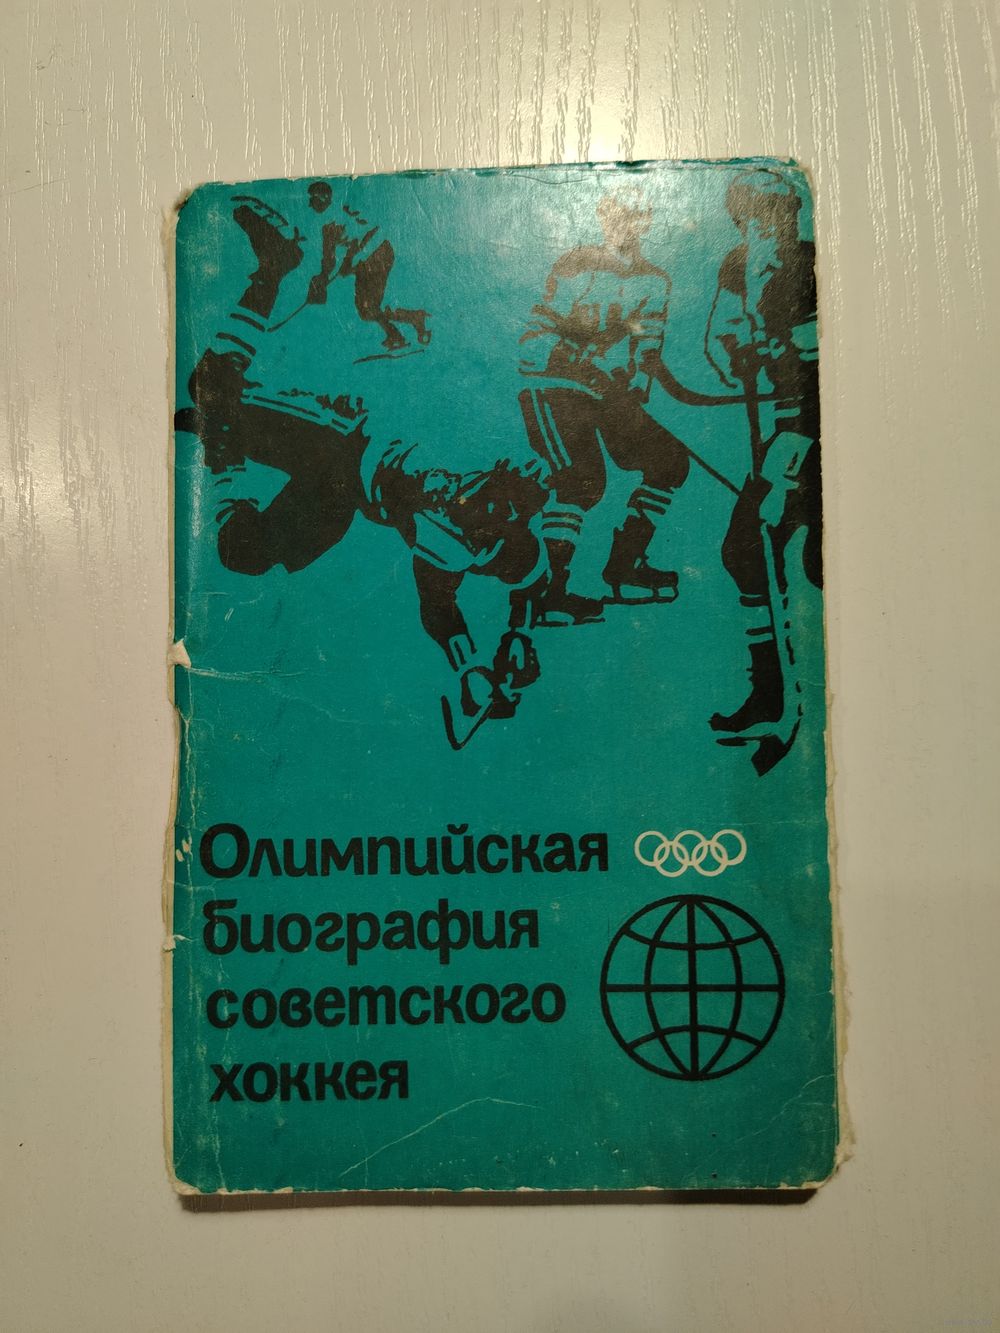 Олимпийская
биография
советского
хоккея